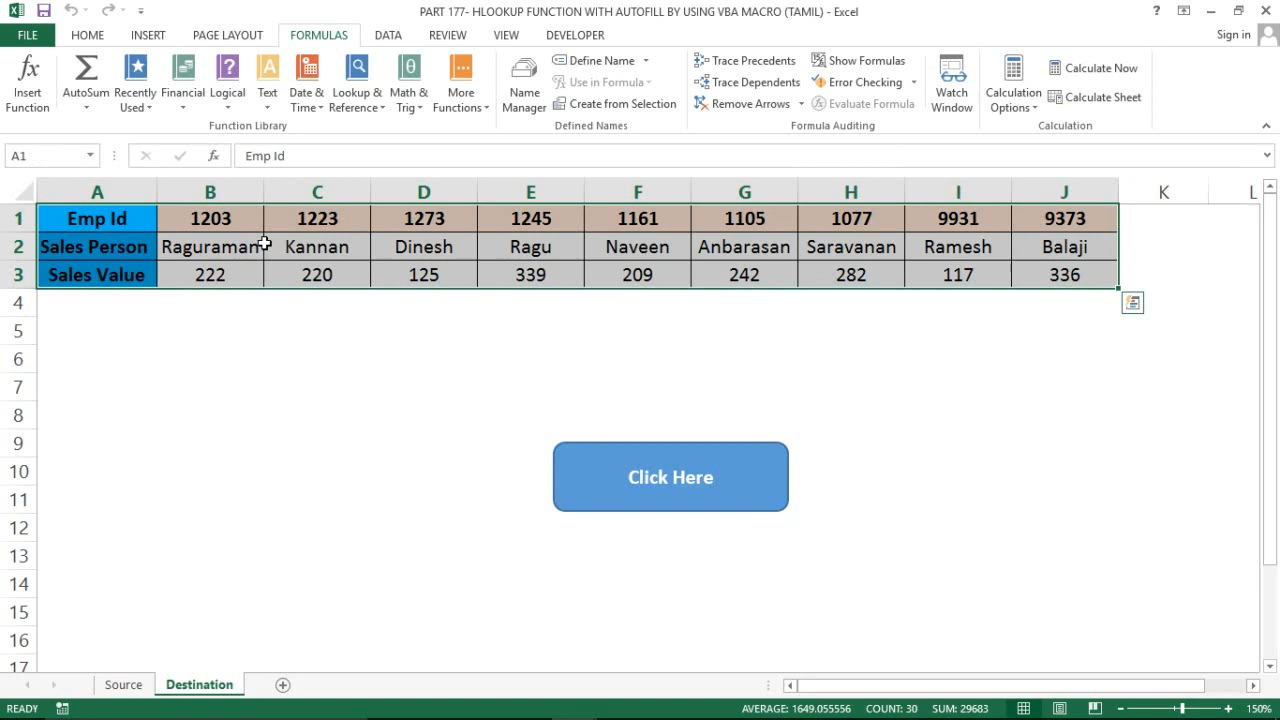 PART 177- HLOOKUP FUNCTION WITH AUTOFILL BY USING VBA MACRO (TAMIL) - Excel
FILE HOME INSERT PAGE LAYOUT FORMULAS DATA REVIEW VIEW DEVELOPER Sign in
Insert Function
AutoSum
Recently Used
Financial
Logical
Text
Date & Time
Lookup & Reference
Math & Trig
More Functions
Function Library
Name Manager
Define Name
Use in Formula
Create from Selection
Defined Names
Trace Precedents
Trace Dependents
Remove Arrows
Show Formulas
Error Checking
Evaluate Formula
Formula Auditing
Watch Window
Calculation Options
Calculate Now
Calculate Sheet
Calculation
A1 fx Emp Id
A B C D E F G H I J K L
1 Emp Id 1203 1223 1273 1245 1161 1105 1077 9931 9373
2 Sales Person Raguraman Kannan Dinesh Ragu Naveen Anbarasan Saravanan Ramesh Balaji
3 Sales Value 222 220 125 339 209 242 282 117 336
4
5
6
7
8
9
10 Click Here
11
12
13
14
15
16
17
Source Destination
READY AVERAGE: 1649.055556 COUNT: 30 SUM: 29683 150%